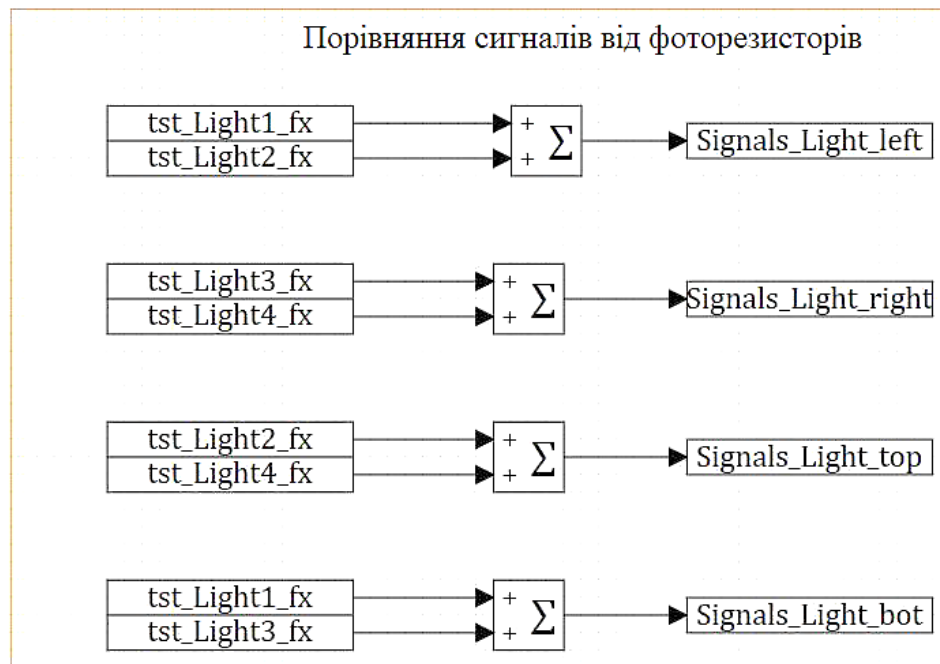 Порівняння сигналів від фоторезисторів
tst_Light1_fx
tst_Light2_fx
+
+
Σ
Signals_Light_left
tst_Light3_fx
tst_Light4_fx
+
+
Σ
Signals_Light_right
tst_Light2_fx
tst_Light4_fx
+
+
Σ
Signals_Light_top
tst_Light1_fx
tst_Light3_fx
+
+
Σ
Signals_Light_bot